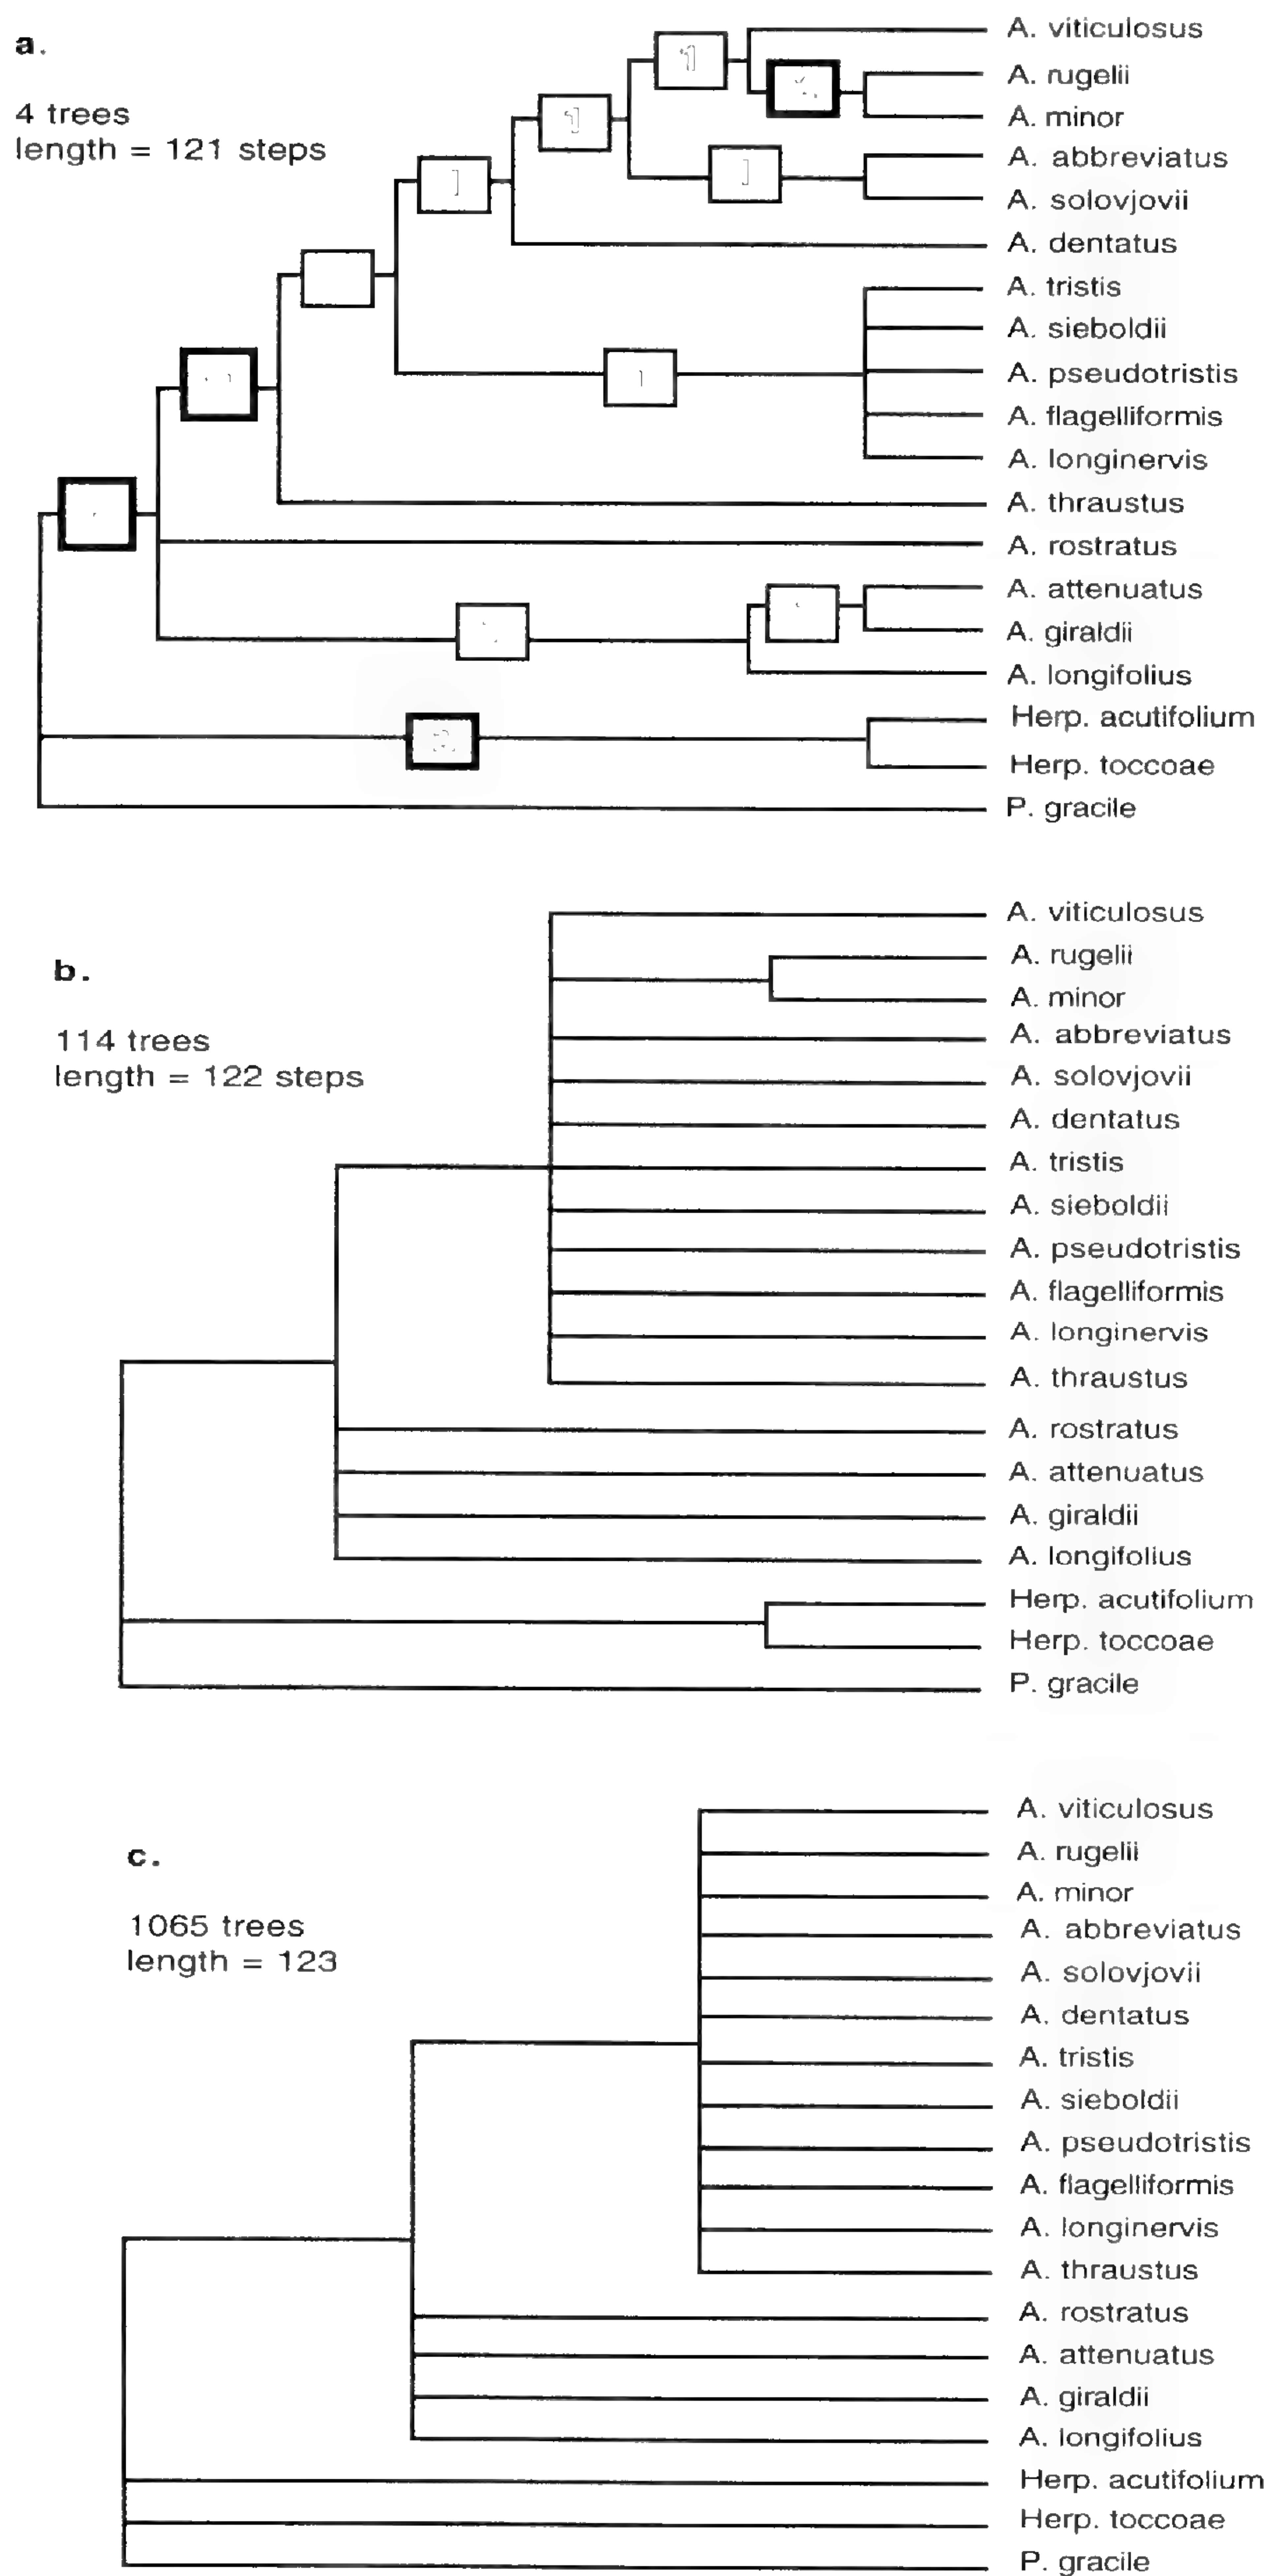 a.
4 trees
length = 121 steps
A. viticulosus
A. rugelii
A. minor
A. abbreviatus
A. solovjovii
A. dentatus
A. tristis
A. sieboldii
A. pseudotristis
A. flagelliformis
A. longinervis
A. thraustus
A. rostratus
A. attenuatus
A. giraldii
A. longifolius
Herp. acutifolium
Herp. toccoae
P. gracile
b.
114 trees
length = 122 steps
A. viticulosus
A. rugelii
A. minor
A. abbreviatus
A. solovjovii
A. dentatus
A. tristis
A. sieboldii
A. pseudotristis
A. flagelliformis
A. longinervis
A. thraustus
A. rostratus
A. attenuatus
A. giraldii
A. longifolius
Herp. acutifolium
Herp. toccoae
P. gracile
c.
1065 trees
length = 123
A. viticulosus
A. rugelii
A. minor
A. abbreviatus
A. solovjovii
A. dentatus
A. tristis
A. sieboldii
A. pseudotristis
A. flagelliformis
A. longinervis
A. thraustus
A. rostratus
A. attenuatus
A. giraldii
A. longifolius
Herp. acutifolium
Herp. toccoae
P. gracile